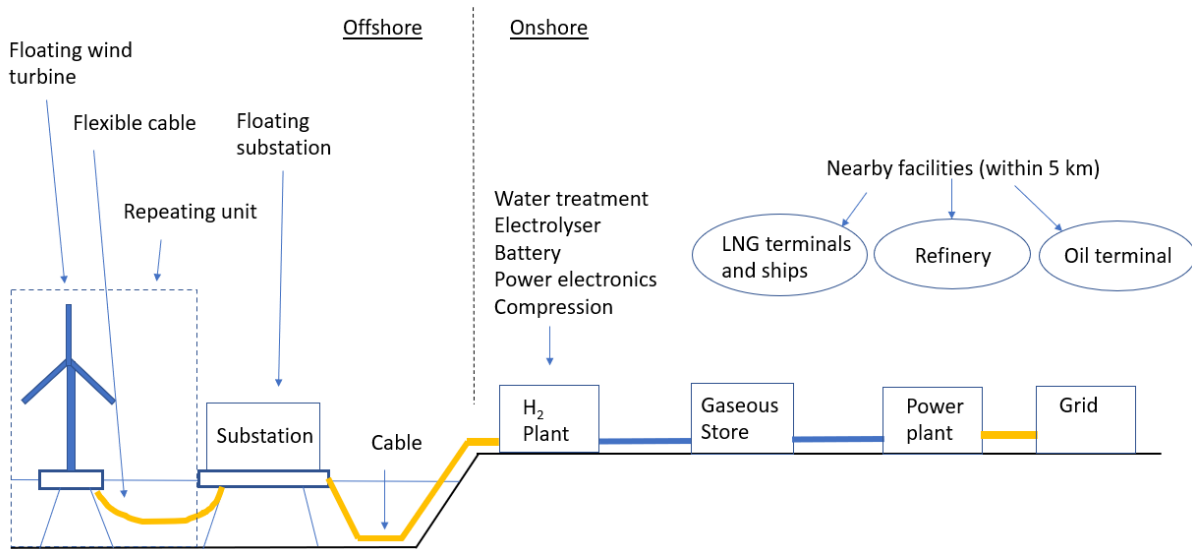 Offshore
Onshore
Floating wind
turbine
Flexible cable
Floating
substation
Repeating unit
Nearby facilities (within 5 km)
Water treatment
Electrolyser
Battery
Power electronics
Compression
LNG terminals
and ships
Refinery
Oil terminal
Substation
Cable
H2
Plant
Gaseous
Store
Power
plant
Grid